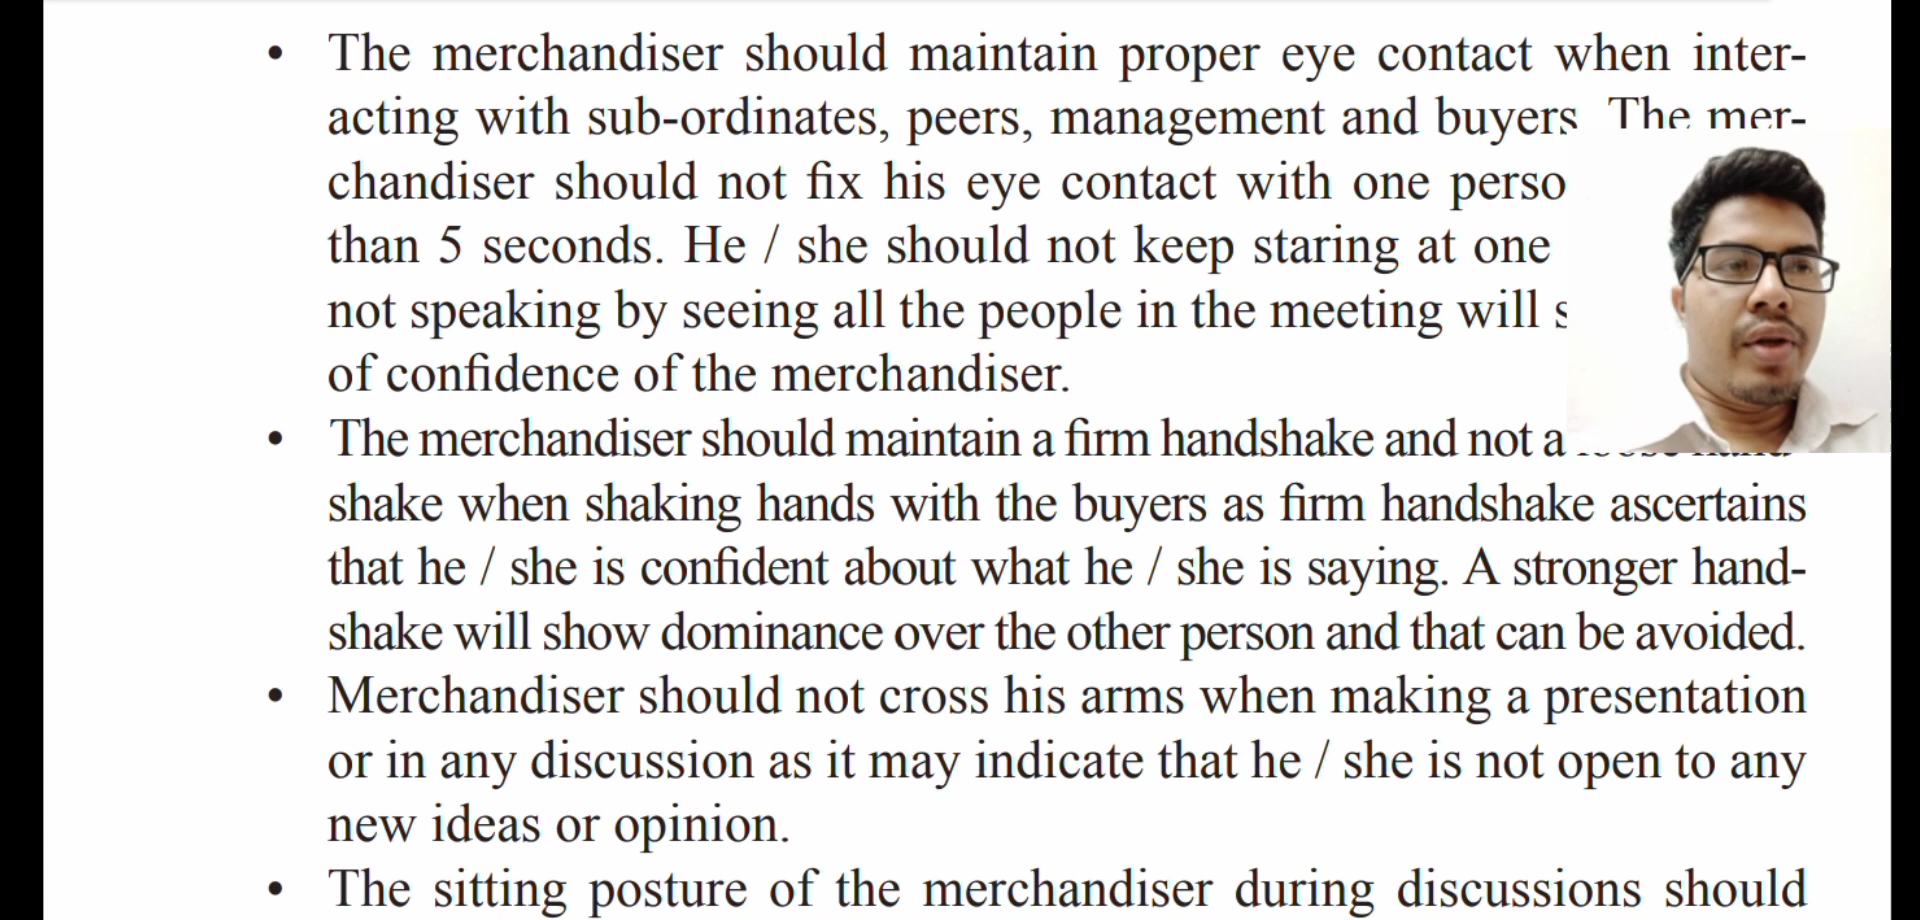 • The merchandiser should maintain proper eye contact when inter-
acting with sub-ordinates, peers, management and buyers. The mer-
chandiser should not fix his eye contact with one
than 5 seconds. He / she should not keep staring at one
not speaking by seeing all the people in the meeting will
of confidence of the merchandiser.
• The merchandiser should maintain a firm handshake and not a
shake when shaking hands with the buyers as firm handshake ascertains
that he / she is confident about what he / she is saying. A stronger hand-
shake will show dominance over the other person and that can be avoided.
• Merchandiser should not cross his arms when making a presentation
or in any discussion as it may indicate that he / she is not open to any
new ideas or opinion.
• The sitting posture of the merchandiser during discussions should